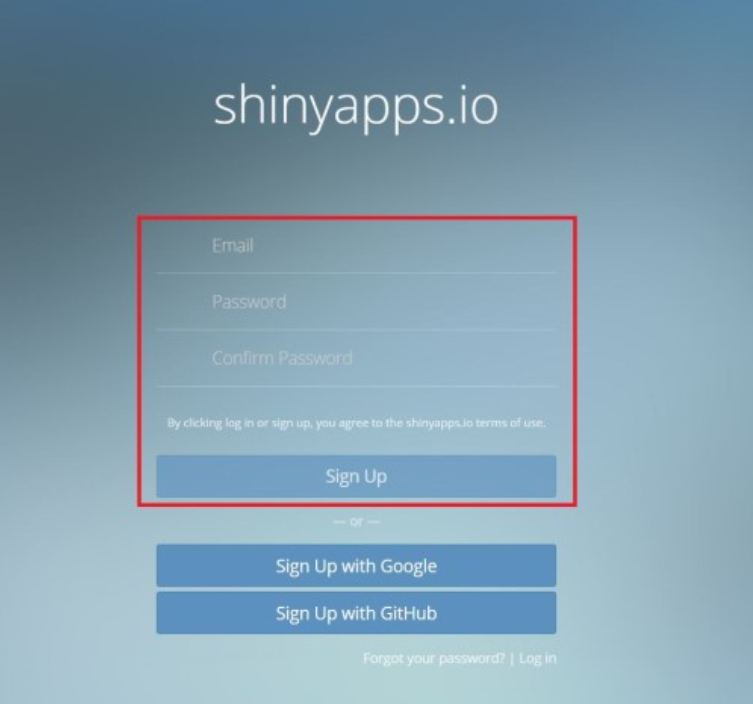 shinyapps.io
Email
Password
Confirm Password
By clicking log in or sign up, you agree to the shinyapps.io terms of use.
Sign Up
— or —
Sign Up with Google
Sign Up with GitHub
Forgot your password? | Log in